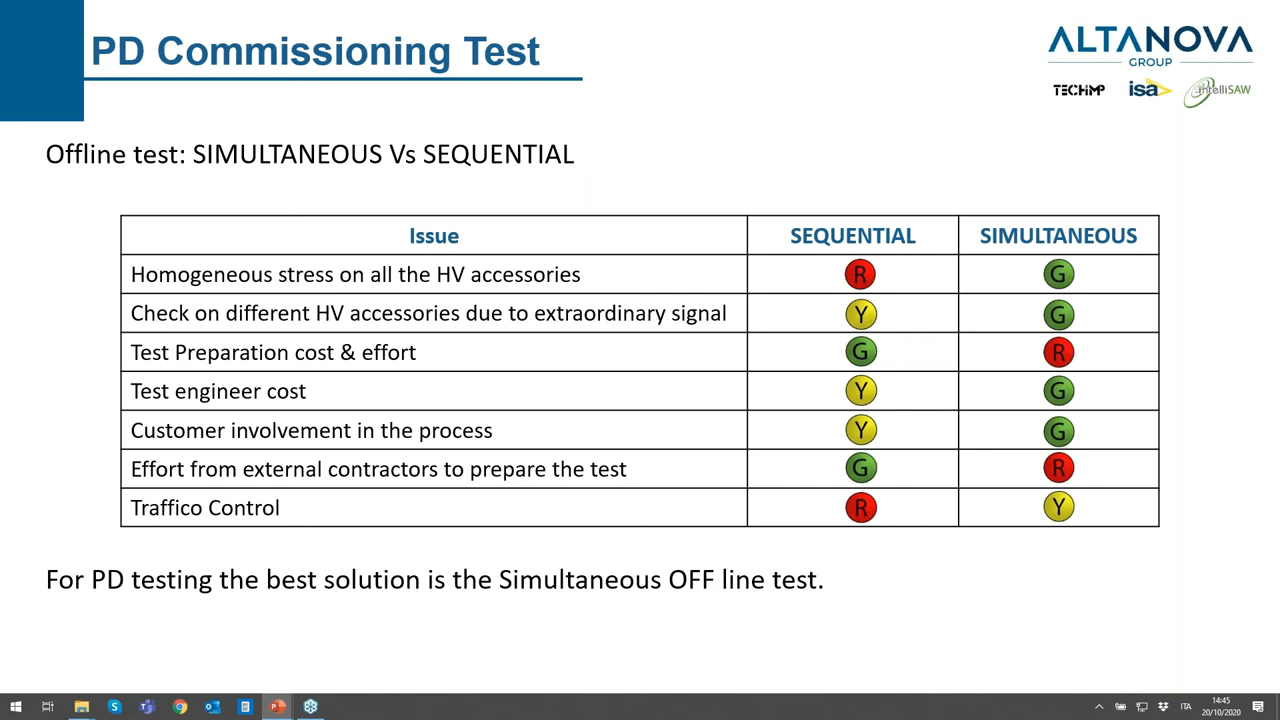 PD Commissioning Test
ALTANOVA
GROUP
TECHIMP isa intelliSAW
Offline test: SIMULTANEOUS Vs SEQUENTIAL
Issue SEQUENTIAL SIMULTANEOUS
Homogeneous stress on all the HV accessories R G
Check on different HV accessories due to extraordinary signal Y G
Test Preparation cost & effort G R
Test engineer cost Y G
Customer involvement in the process Y G
Effort from external contractors to prepare the test G R
Traffico Control R Y
For PD testing the best solution is the Simultaneous OFF line test.
ITA
14:45
20/10/2020